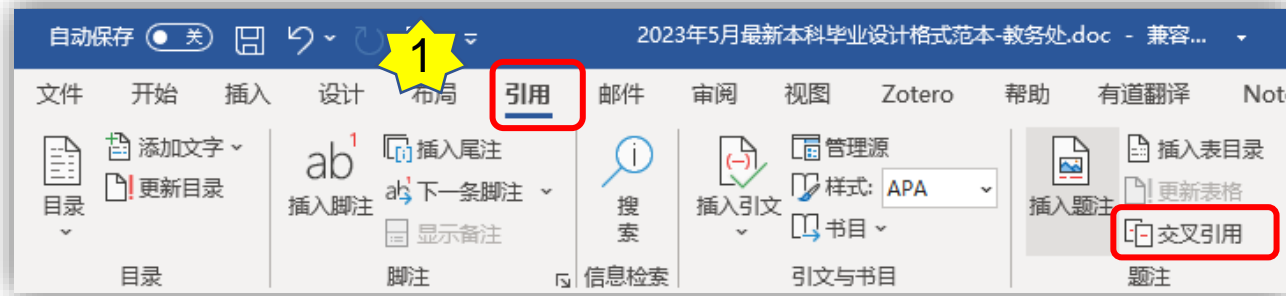 自动保存 关 2023年5月最新本科毕业设计格式范本-教务处.doc - 兼容...
1
文件 开始 插入 设计 布局 引用 邮件 审阅 视图 Zotero 帮助 有道翻译 Not
目录
添加文字
更新目录
目录
ab1
插入脚注
插入尾注
下一条脚注
显示备注
脚注
搜
索
信息检索
插入引文
管理源
样式: APA
书目
引文与书目
插入题注
插入表目录
更新表格
交叉引用
题注